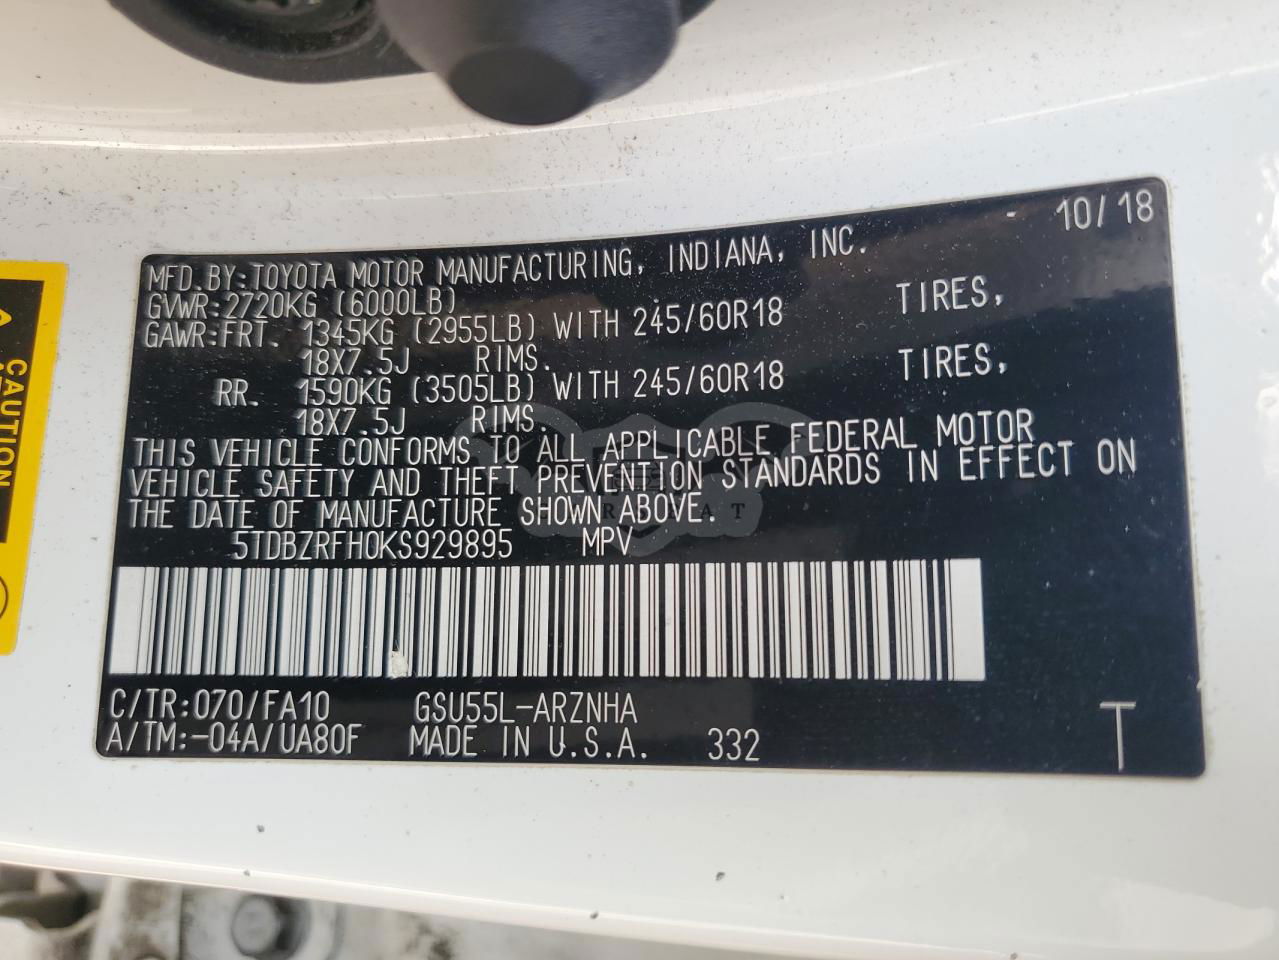 10/18
MFD.BY:TOYOTA MOTOR MANUFACTURING, INDIANA, INC.
GVWR:2720KG (6000LB)
GAWR:FRT. 1345KG (2955LB) WITH 245/60R18 TIRES,
18X7.5J RIMS.
RR. 1590KG (3505LB) WITH 245/60R18 TIRES,
18X7.5J RIMS.
THIS VEHICLE CONFORMS TO ALL APPLICABLE FEDERAL MOTOR
VEHICLE SAFETY AND THEFT PREVENTION STANDARDS IN EFFECT ON
THE DATE OF MANUFACTURE SHOWN ABOVE.
5TDBZRFH0KS929895 MPV
C/TR:070/FA10 GSU55L-ARZNHA
A/TM:-04A/UA80F MADE IN U.S.A. 332
T
CAUTION